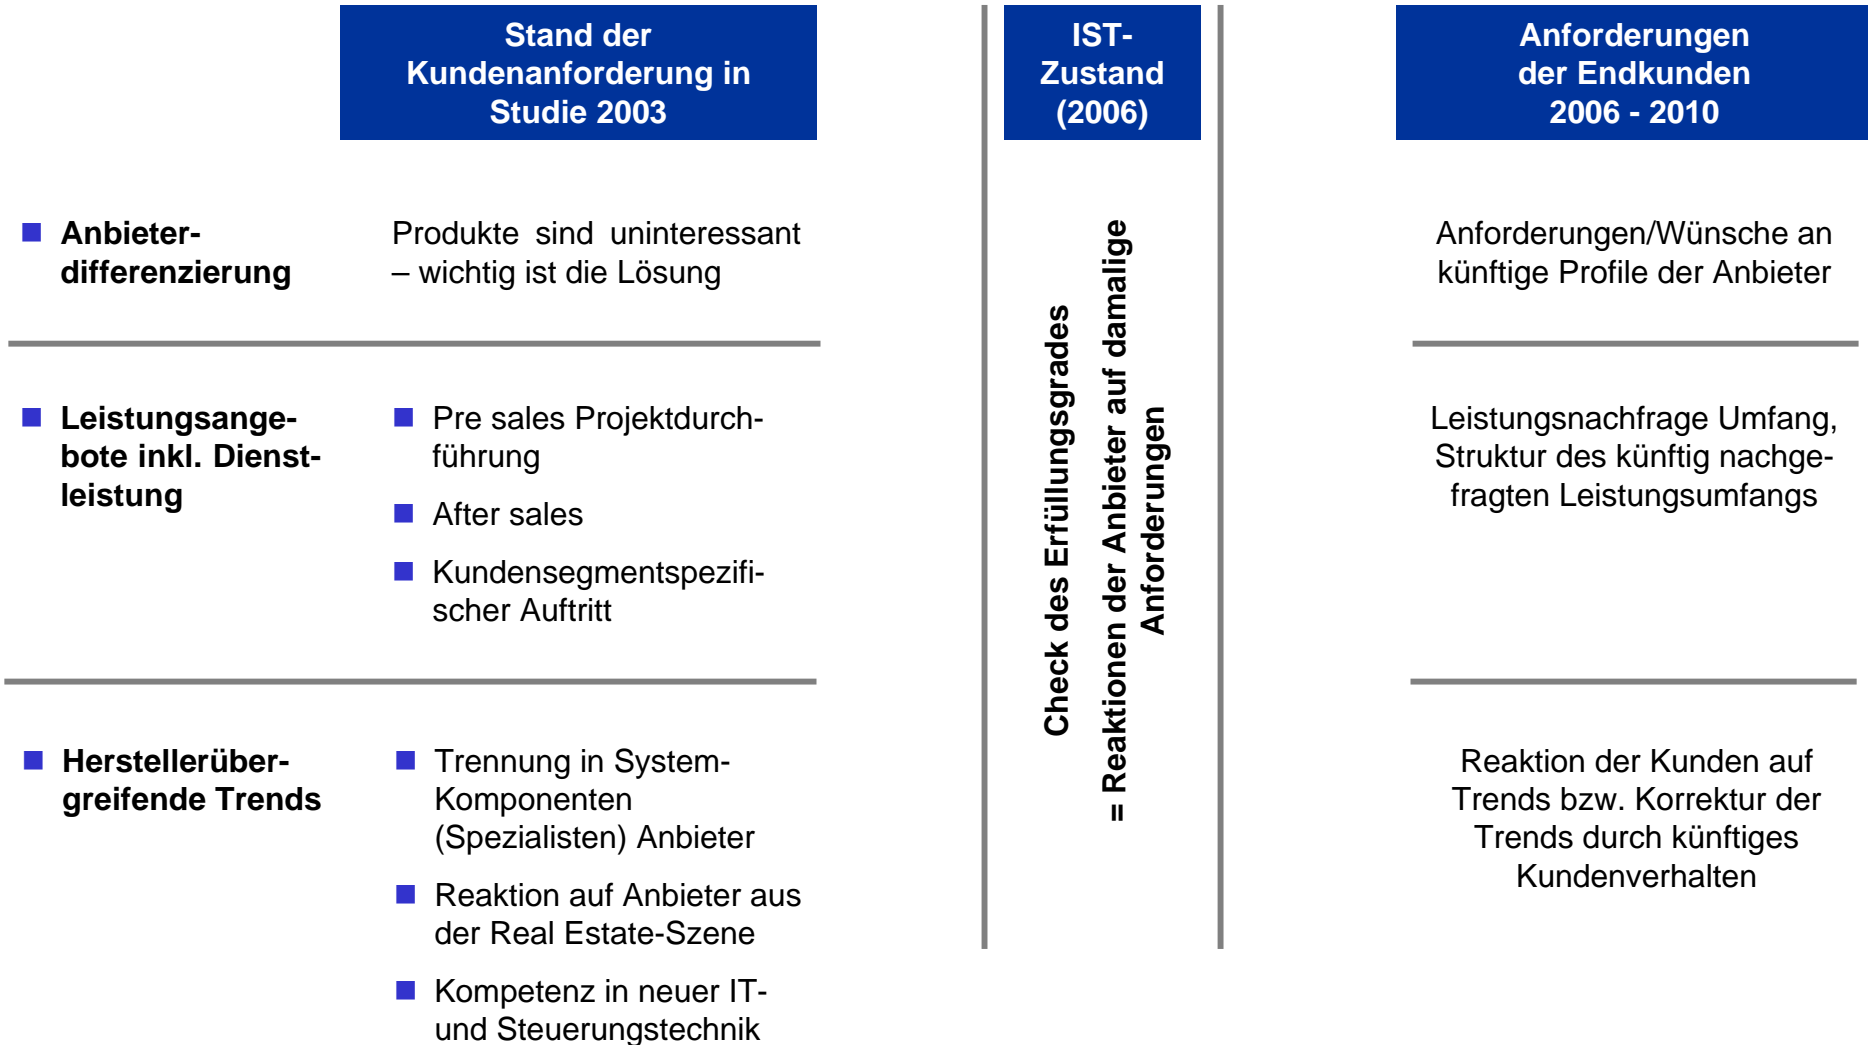 Stand der
Kundenanforderung in
Studie 2003
IST-
Zustand
(2006)
Anforderungen
der Endkunden
2006 - 2010
Anbieter-
differenzierung
Produkte sind uninteressant
– wichtig ist die Lösung
Anforderungen/Wünsche an
künftige Profile der Anbieter
Leistungsange-
bote inkl. Dienst-
leistung
Pre sales Projektdurch-
führung
After sales
Kundensegmentspezifi-
scher Auftritt
Leistungsnachfrage Umfang,
Struktur des künftig nachge-
fragten Leistungsumfangs
Herstellerüber-
greifende Trends
Trennung in System-
Komponenten
(Spezialisten) Anbieter
Reaktion auf Anbieter aus
der Real Estate-Szene
Kompetenz in neuer IT-
und Steuerungstechnik
Reaktion der Kunden auf
Trends bzw. Korrektur der
Trends durch künftiges
Kundenverhalten
Check des Erfüllungsgrades
= Reaktionen der Anbieter auf damalige
Anforderungen